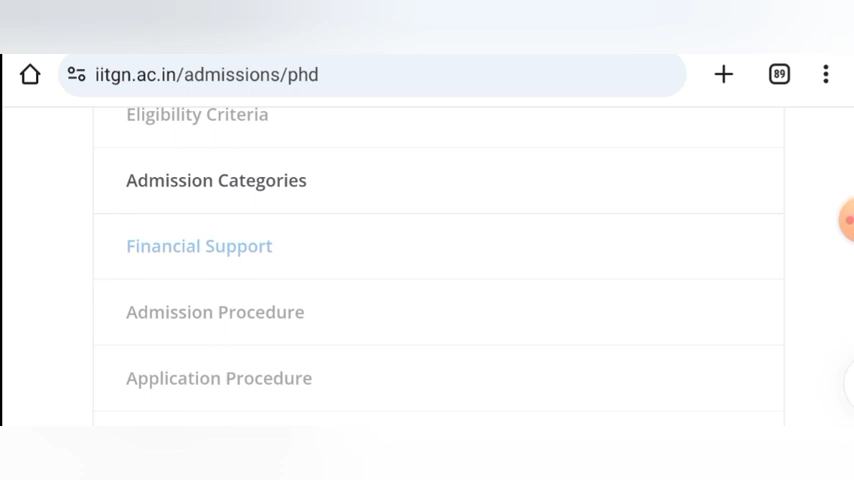 iitgn.ac.in/admissions/phd
89
Eligibility Criteria
Admission Categories
Financial Support
Admission Procedure
Application Procedure